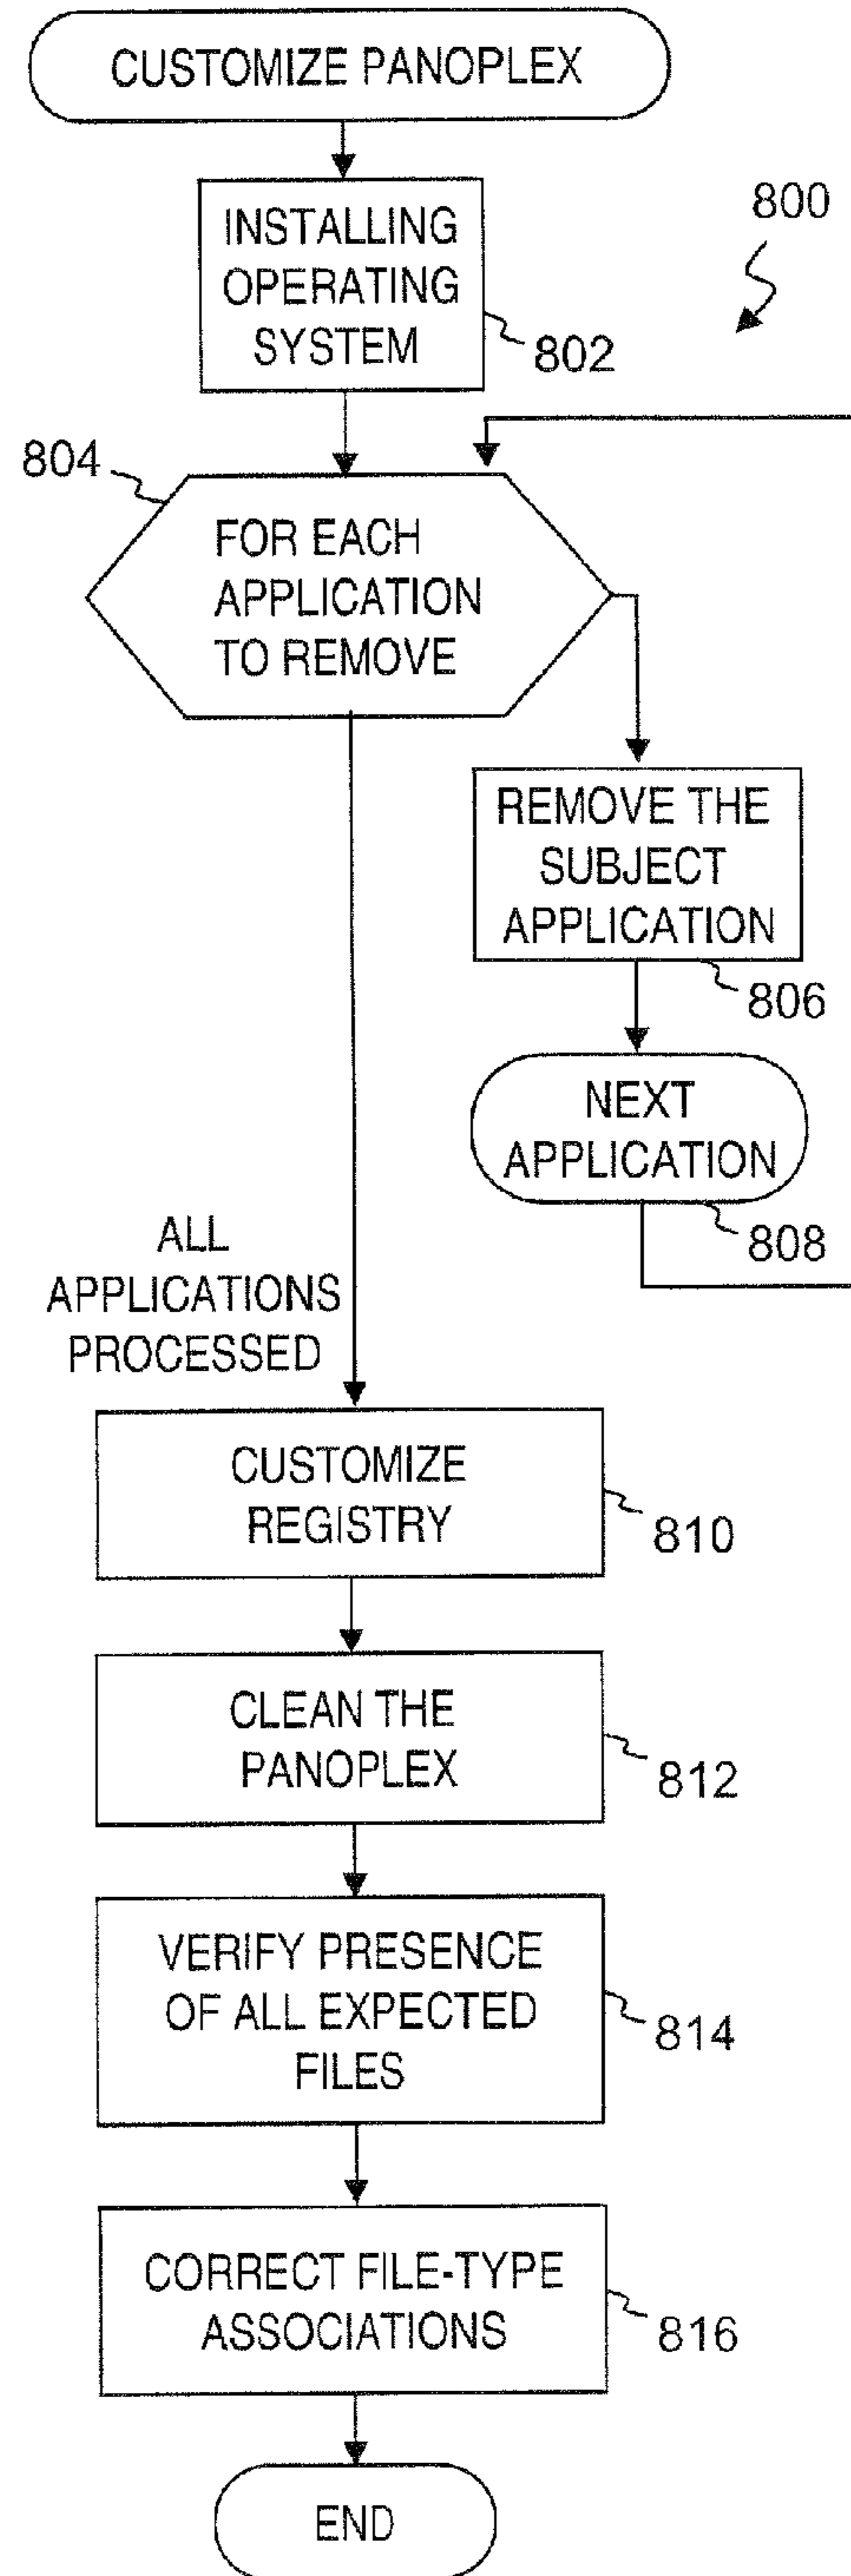 CUSTOMIZE PANOPLEX
INSTALLING
OPERATING
SYSTEM
800
802
804
FOR EACH
APPLICATION
TO REMOVE
REMOVE THE
SUBJECT
APPLICATION
806
NEXT
APPLICATION
808
ALL
APPLICATIONS
PROCESSED
CUSTOMIZE
REGISTRY
810
CLEAN THE
PANOPLEX
812
VERIFY PRESENCE
OF ALL EXPECTED
FILES
814
CORRECT FILE-TYPE
ASSOCIATIONS
816
END